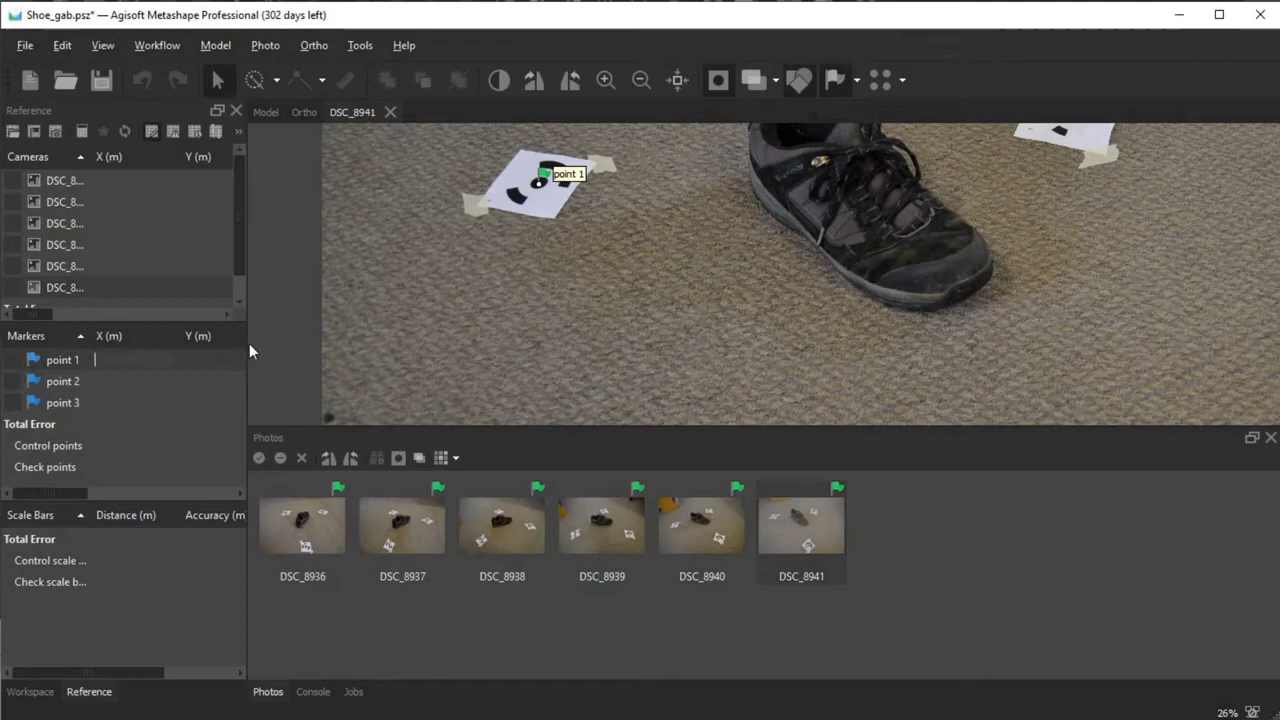 Shoe_gab.psz* — Agisoft Metashape Professional (302 days left)
File Edit View Workflow Model Photo Ortho Tools Help
Reference
Model Ortho DSC_8941
Cameras X (m) Y (m)
DSC_8...
DSC_8...
DSC_8...
DSC_8...
DSC_8...
DSC_8...
point 1
Markers X (m) Y (m)
point 1
point 2
point 3
Total Error
Control points
Check points
Scale Bars Distance (m) Accuracy (m
Total Error
Control scale ...
Check scale b...
Workspace Reference
Photos
DSC_8936 DSC_8937 DSC_8938 DSC_8939 DSC_8940 DSC_8941
Photos Console Jobs
26%